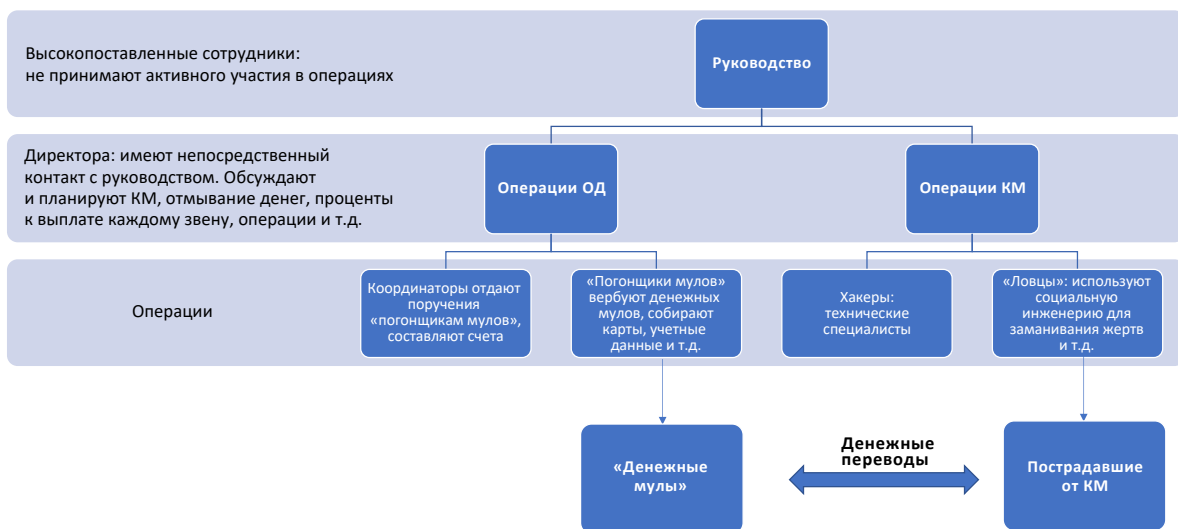 Высокопоставленные сотрудники:
не принимают активного участия в операциях
Руководство
Директора: имеют непосредственный
контакт с руководством. Обсуждают
и планируют КМ, отмывание денег, проценты
к выплате каждому звену, операции и т.д.
Операции ОД
Операции КМ
Операции
Координаторы отдают
поручения
«погонщикам мулов»,
составляют счета
«Погонщики мулов»
вербуют денежных
мулов, собирают
карты, учетные
данные и т.д.
Хакеры:
технические
специалисты
«Ловцы»: используют
социальную
инженерию для
заманивания жертв
и т.д.
«Денежные
мулы»
Денежные
переводы
Пострадавшие
от КМ